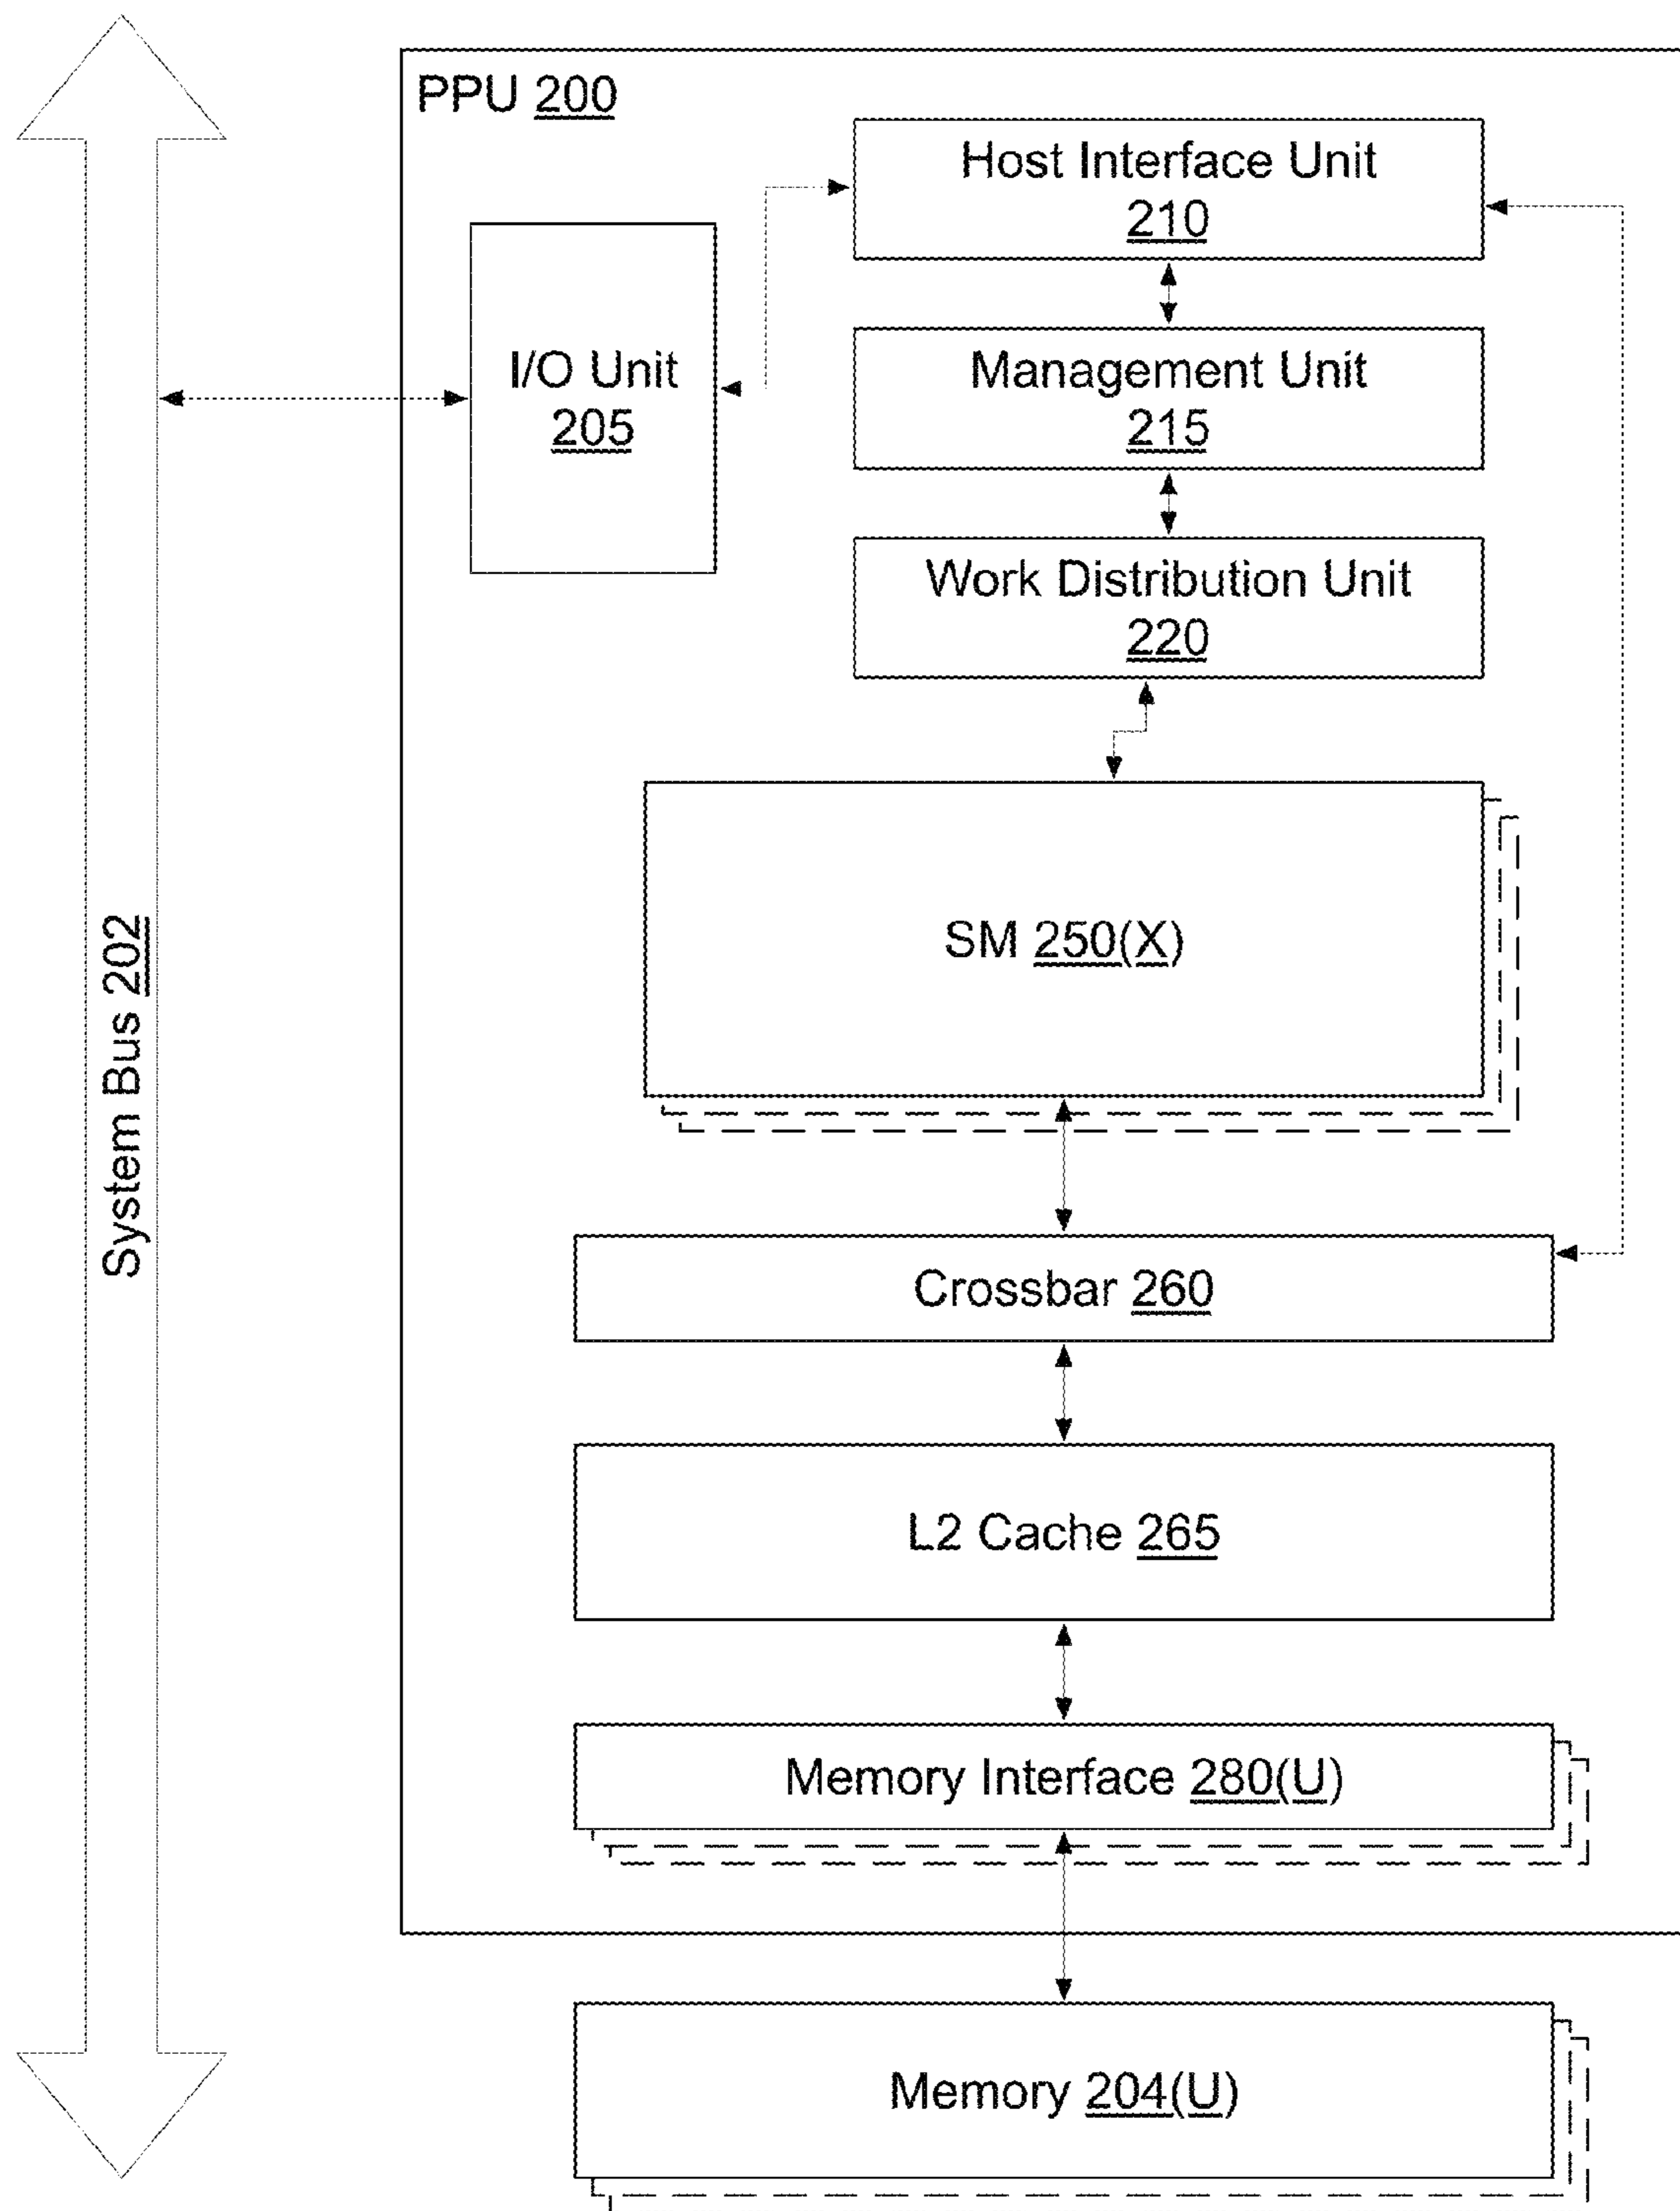 PPU 200
Host Interface Unit
210
I/O Unit
205
Management Unit
215
Work Distribution Unit
220
SM 250(X)
System Bus 202
Crossbar 260
L2 Cache 265
Memory Interface 280(U)
Memory 204(U)